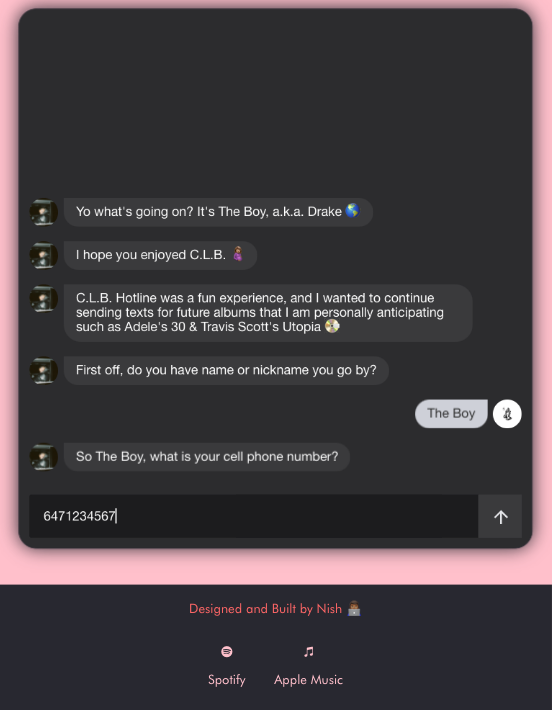 Yo what's going on? It's The Boy, a.k.a. Drake 🌎
I hope you enjoyed C.L.B. 🤰🏾
C.L.B. Hotline was a fun experience, and I wanted to continue
sending texts for future albums that I am personally anticipating
such as Adele's 30 & Travis Scott's Utopia 💿
First off, do you have name or nickname you go by?
The Boy
So The Boy, what is your cell phone number?
6471234567
Designed and Built by Nish 👨🏾‍💻
Spotify
Apple Music